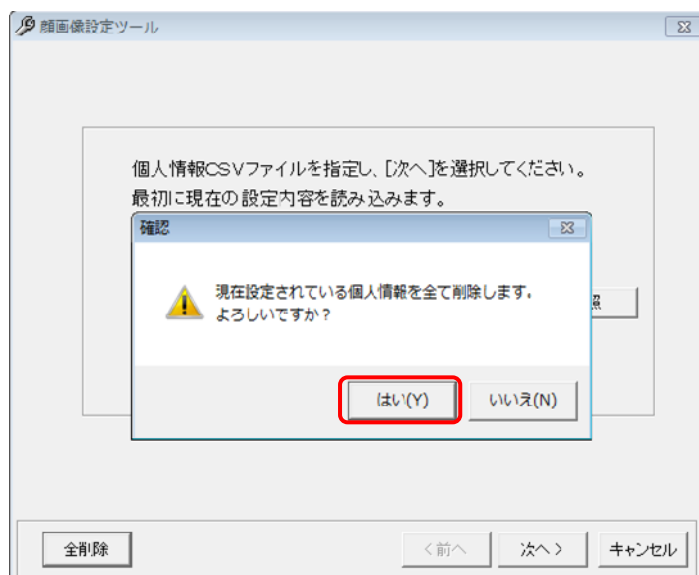 顔画像設定ツール
個人情報CSVファイルを指定し、[次へ]を選択してください。
最初に現在の設定内容を読み込みます。
確認
現在設定されている個人情報を全て削除します。
よろしいですか?
照
はい(Y)
いいえ(N)
全削除
<前へ
次へ>
キャンセル